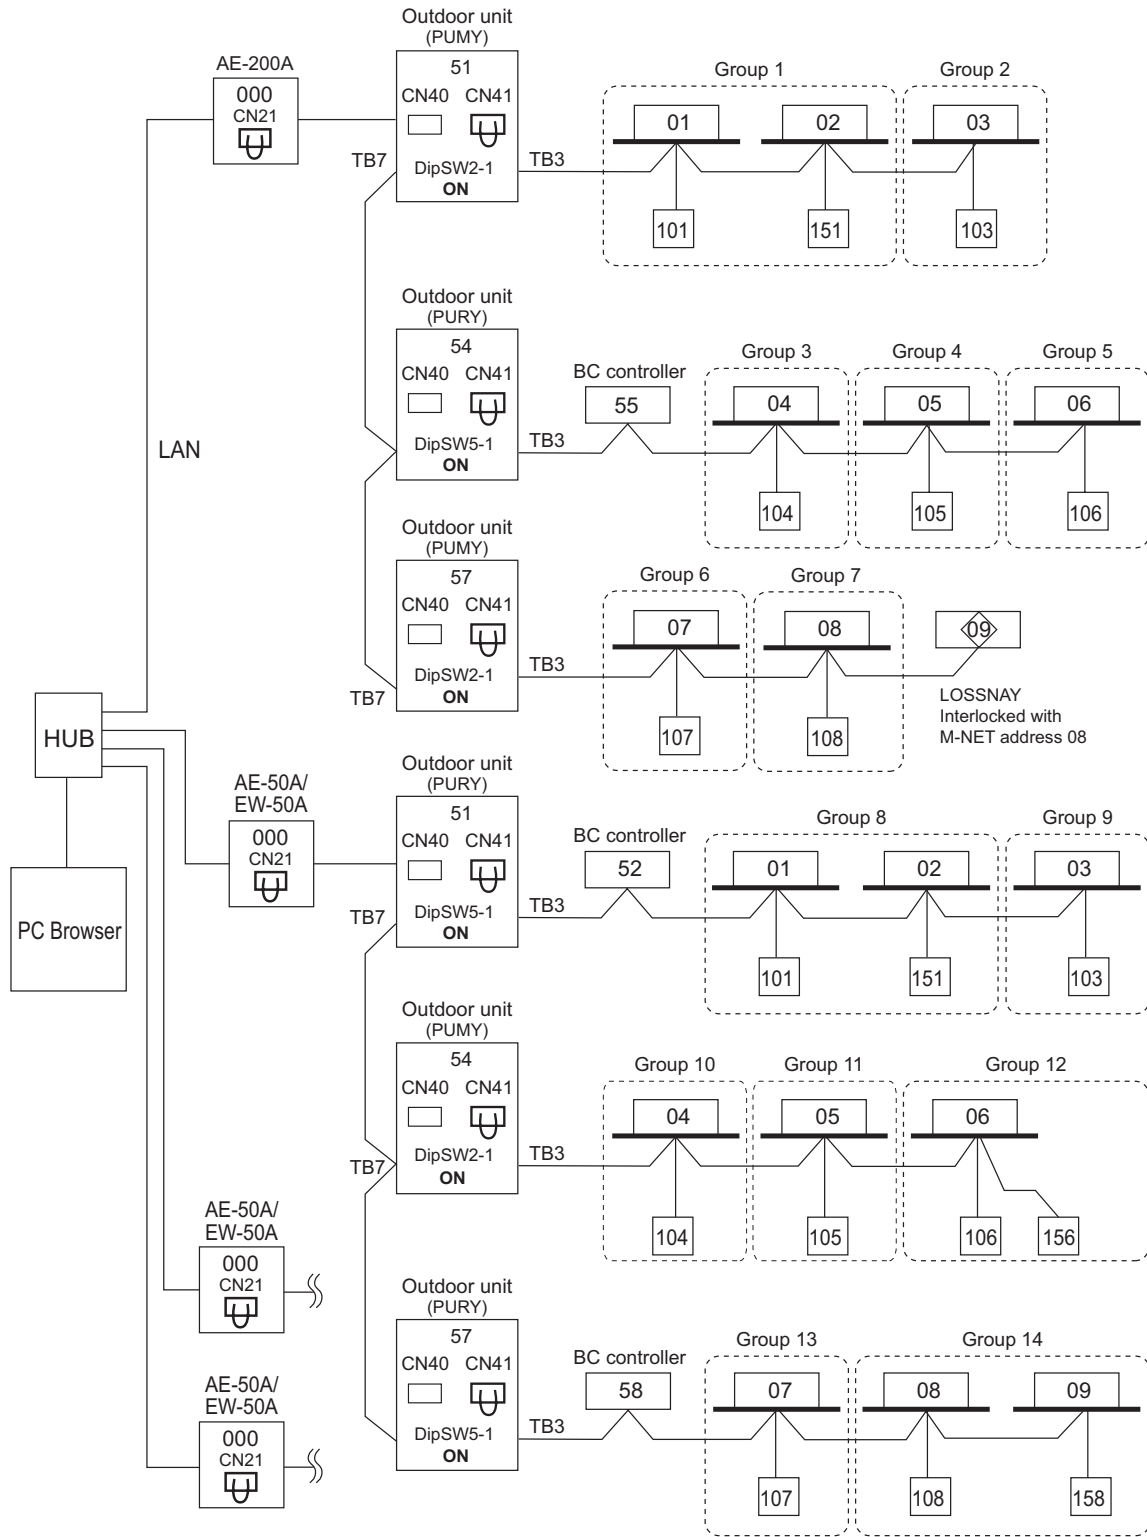 Outdoor unit
(PUMY)
AE-200A
000
CN21
51
CN40 CN41
DipSW2-1
ON
TB7
TB3
Group 1
Group 2
01
02
03
101
151
103
Outdoor unit
(PURY)
54
CN40 CN41
DipSW5-1
ON
TB3
BC controller
55
Group 3
Group 4
Group 5
04
05
06
104
105
106
LAN
Outdoor unit
(PUMY)
57
CN40 CN41
DipSW2-1
ON
TB7
TB3
Group 6
Group 7
07
08
09
107
108
LOSSNAY
Interlocked with
M-NET address 08
HUB
PC Browser
AE-50A/
EW-50A
000
CN21
Outdoor unit
(PURY)
51
CN40 CN41
DipSW5-1
ON
TB7
TB3
BC controller
52
Group 8
Group 9
01
02
03
101
151
103
Outdoor unit
(PUMY)
54
CN40 CN41
DipSW2-1
ON
TB7
TB3
Group 10
Group 11
Group 12
04
05
06
104
105
106
156
AE-50A/
EW-50A
000
CN21
Outdoor unit
(PURY)
57
CN40 CN41
DipSW5-1
ON
TB3
BC controller
58
Group 13
Group 14
07
08
09
107
108
158
AE-50A/
EW-50A
000
CN21